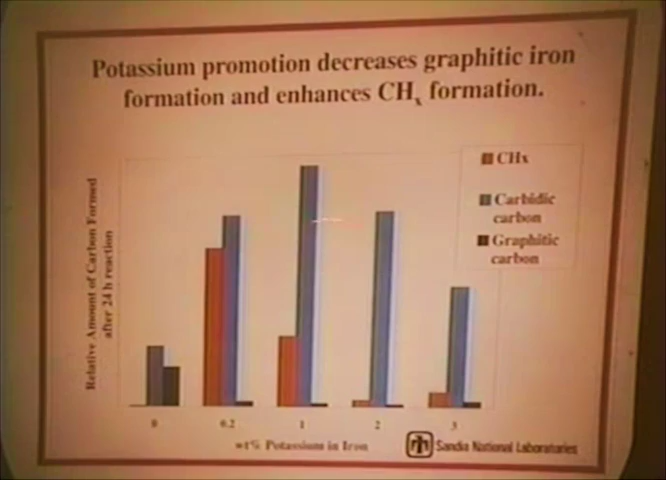 Potassium promotion decreases graphitic iron
formation and enhances CHx formation.
CHx
Carbidic
carbon
Graphitic
carbon
Relative Amount of Carbon Formed
after 24 h reaction
0 0.2 1 2 3
wt% Potassium in Iron
Sandia National Laboratories